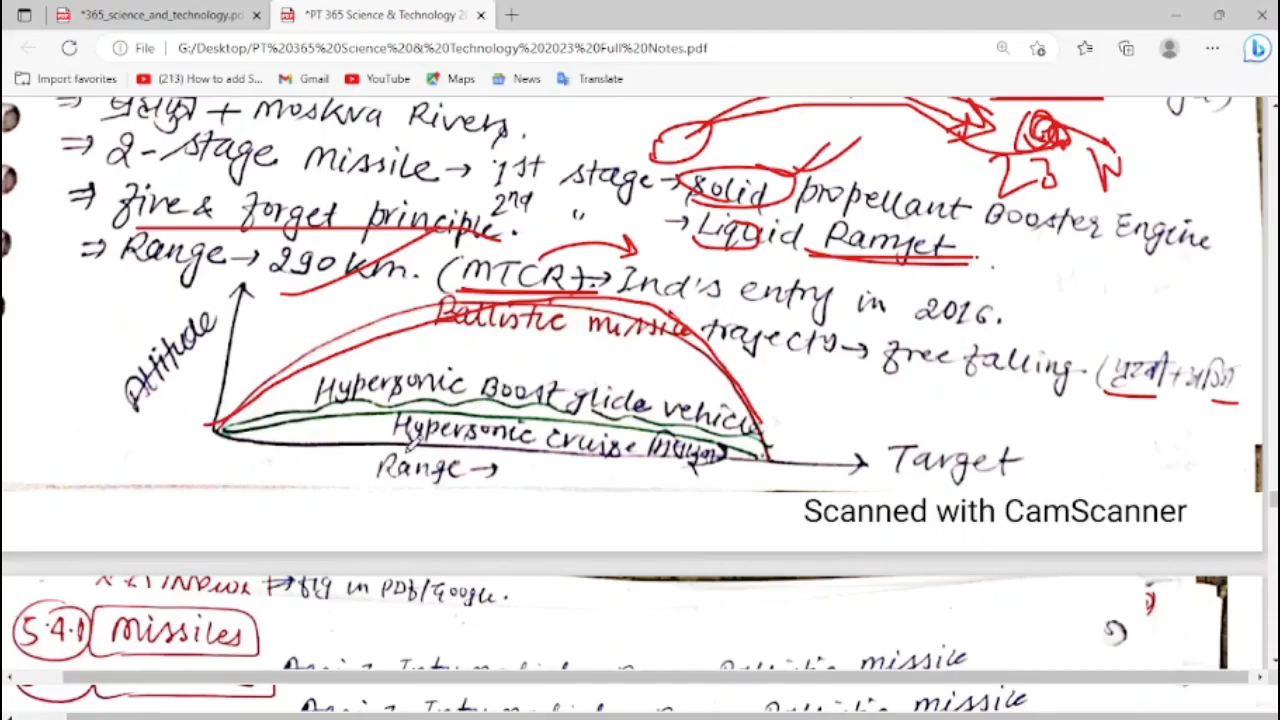 *365_science_and_technology.pd
*PT 365 Science & Technology 20
File
G:/Desktop/PT%20365%20Science%20&%20Technology%202023%20Full%20Notes.pdf
Import favorites
(213) How to add S...
Gmail
YouTube
Maps
News
Translate
⇒ + Moskva Rivers.
⇒ 2-stage missile → 1st stage → solid propellant Booster Engine
⇒ Fire & Forget principle. 2nd " → Liquid Ramjet.
⇒ Range → 290 km. (MTCR) → Ind's entry in 2016.
Ballistic missile trajectory → free falling.
Altitude
Hypersonic Boost glide vehicle
Hypersonic cruise
Range →
Target
Scanned with CamScanner
in PDF/Google.
5.4.1 Missiles
Ballistic missile
Ballistic missile